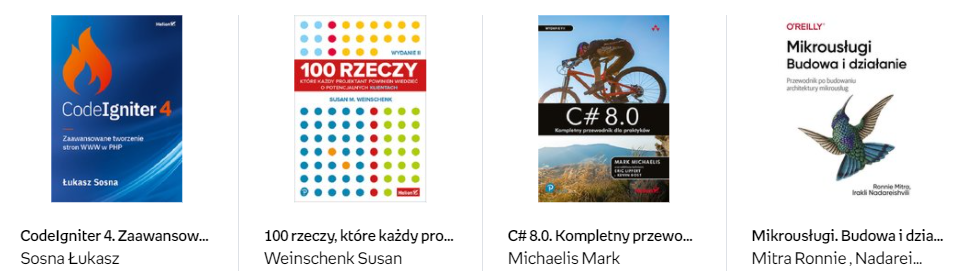 Helion
CodeIgniter 4
Zaawansowane tworzenie
stron WWW w PHP
Łukasz Sosna
WYDANIE II
100 RZECZY
KTÓRE KAŻDY PROJEKTANT POWINIEN WIEDZIEĆ
O POTENCJALNYCH KLIENTACH
SUSAN M. WEINSCHENK
Helion
C# 8.0
Kompletny przewodnik dla praktyków
MARK MICHAELIS
ERIC LIPPERT
O'REILLY
Mikrousługi
Budowa i działanie
Przewodnik po budowaniu
architektury mikrousług
Ronnie Mitra,
Irakli Nadareishvili
CodeIgniter 4. Zaawansow...
Sosna Łukasz
100 rzeczy, które każdy pro...
Weinschenk Susan
C# 8.0. Kompletny przewo...
Michaelis Mark
Mikrousługi. Budowa i dzia...
Mitra Ronnie , Nadarei...